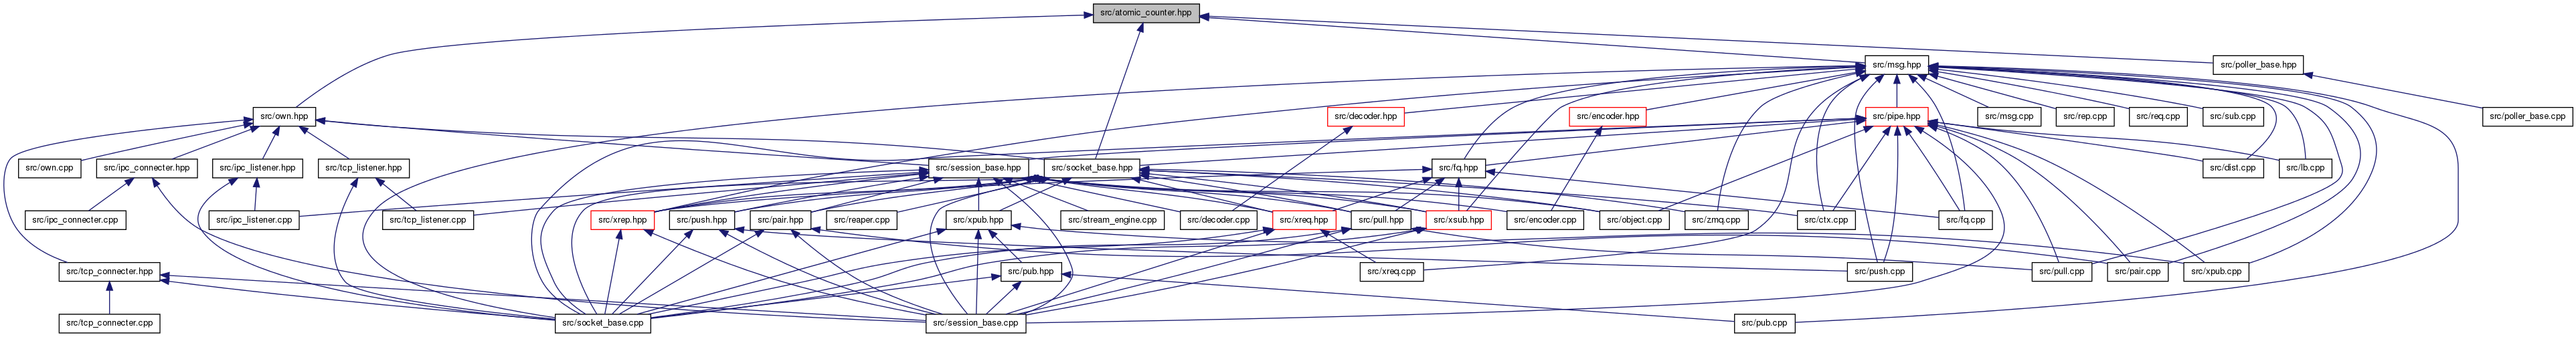 src/atomic_counter.hpp
src/msg.hpp
src/poller_base.hpp
src/own.hpp
src/decoder.hpp
src/encoder.hpp
src/pipe.hpp
src/msg.cpp
src/rep.cpp
src/req.cpp
src/sub.cpp
src/poller_base.cpp
src/own.cpp
src/ipc_connecter.hpp
src/ipc_listener.hpp
src/tcp_listener.hpp
src/session_base.hpp
src/socket_base.hpp
src/fq.hpp
src/dist.cpp
src/lb.cpp
src/ipc_connecter.cpp
src/ipc_listener.cpp
src/tcp_listener.cpp
src/xrep.hpp
src/push.hpp
src/pair.hpp
src/reaper.cpp
src/xpub.hpp
src/stream_engine.cpp
src/decoder.cpp
src/xreq.hpp
src/pull.hpp
src/xsub.hpp
src/encoder.cpp
src/object.cpp
src/zmq.cpp
src/ctx.cpp
src/fq.cpp
src/tcp_connecter.hpp
src/pub.hpp
src/xreq.cpp
src/push.cpp
src/pull.cpp
src/pair.cpp
src/xpub.cpp
src/tcp_connecter.cpp
src/socket_base.cpp
src/session_base.cpp
src/pub.cpp